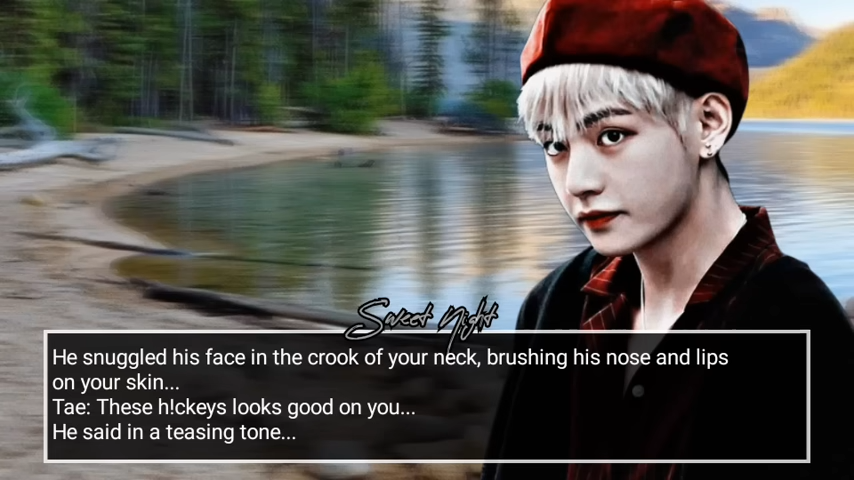 Sweet Night
He snuggled his face in the crook of your neck, brushing his nose and lips
on your skin...
Tae: These h!ckeys looks good on you...
He said in a teasing tone...